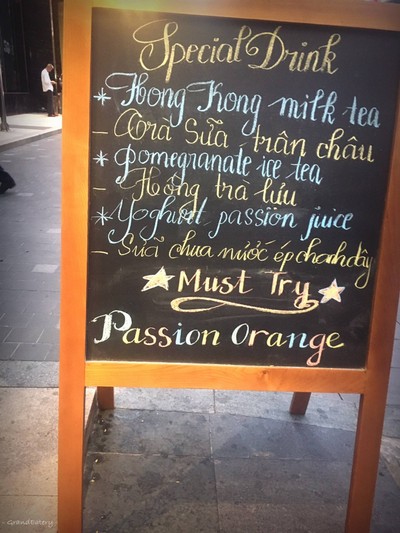 Special Drink
* Hong Kong milk tea
- Trà Sữa trân châu
* pomegranate ice tea
- Hồng trà lựu
* Yoghurt passion juice
- Sữa chua nước ép chanh dây
Must Try
Passion Orange
- GrandEatery